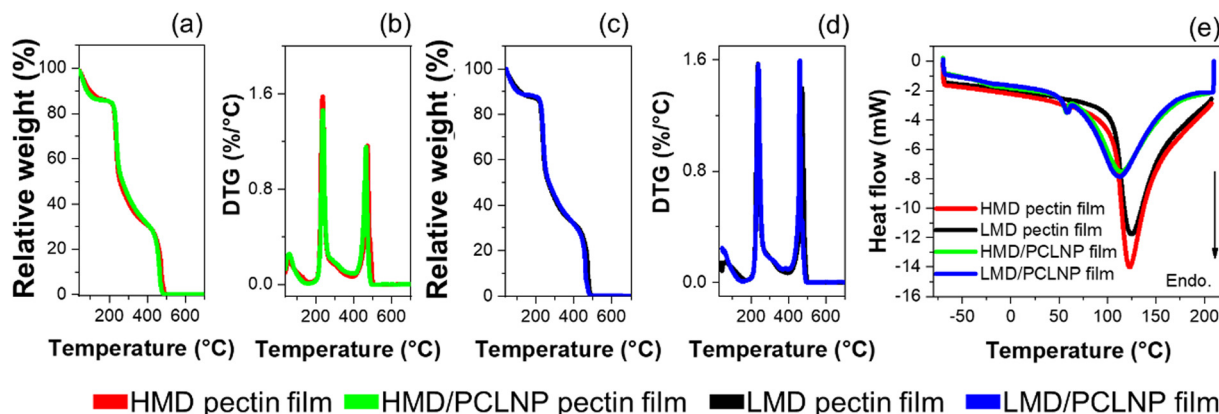 (a)
Relative weight (%)
100
80
60
40
20
0
200 400 600
Temperature (°C)
(b)
DTG (%/°C)
1.6
0.8
0.0
200 400 600
Temperature (°C)
(c)
Relative weight (%)
100
80
60
40
20
0
200 400 600
Temperature (°C)
(d)
DTG (%/°C)
1.6
0.8
0.0
200 400 600
Temperature (°C)
(e)
Heat flow (mW)
0
-2
-4
-6
-8
-10
-12
-14
-16
HMD pectin film
LMD pectin film
HMD/PCLNP film
LMD/PCLNP film
Endo.
-50 0 50 100 150 200
Temperature (°C)
HMD pectin film HMD/PCLNP pectin film LMD pectin film LMD/PCLNP pectin film